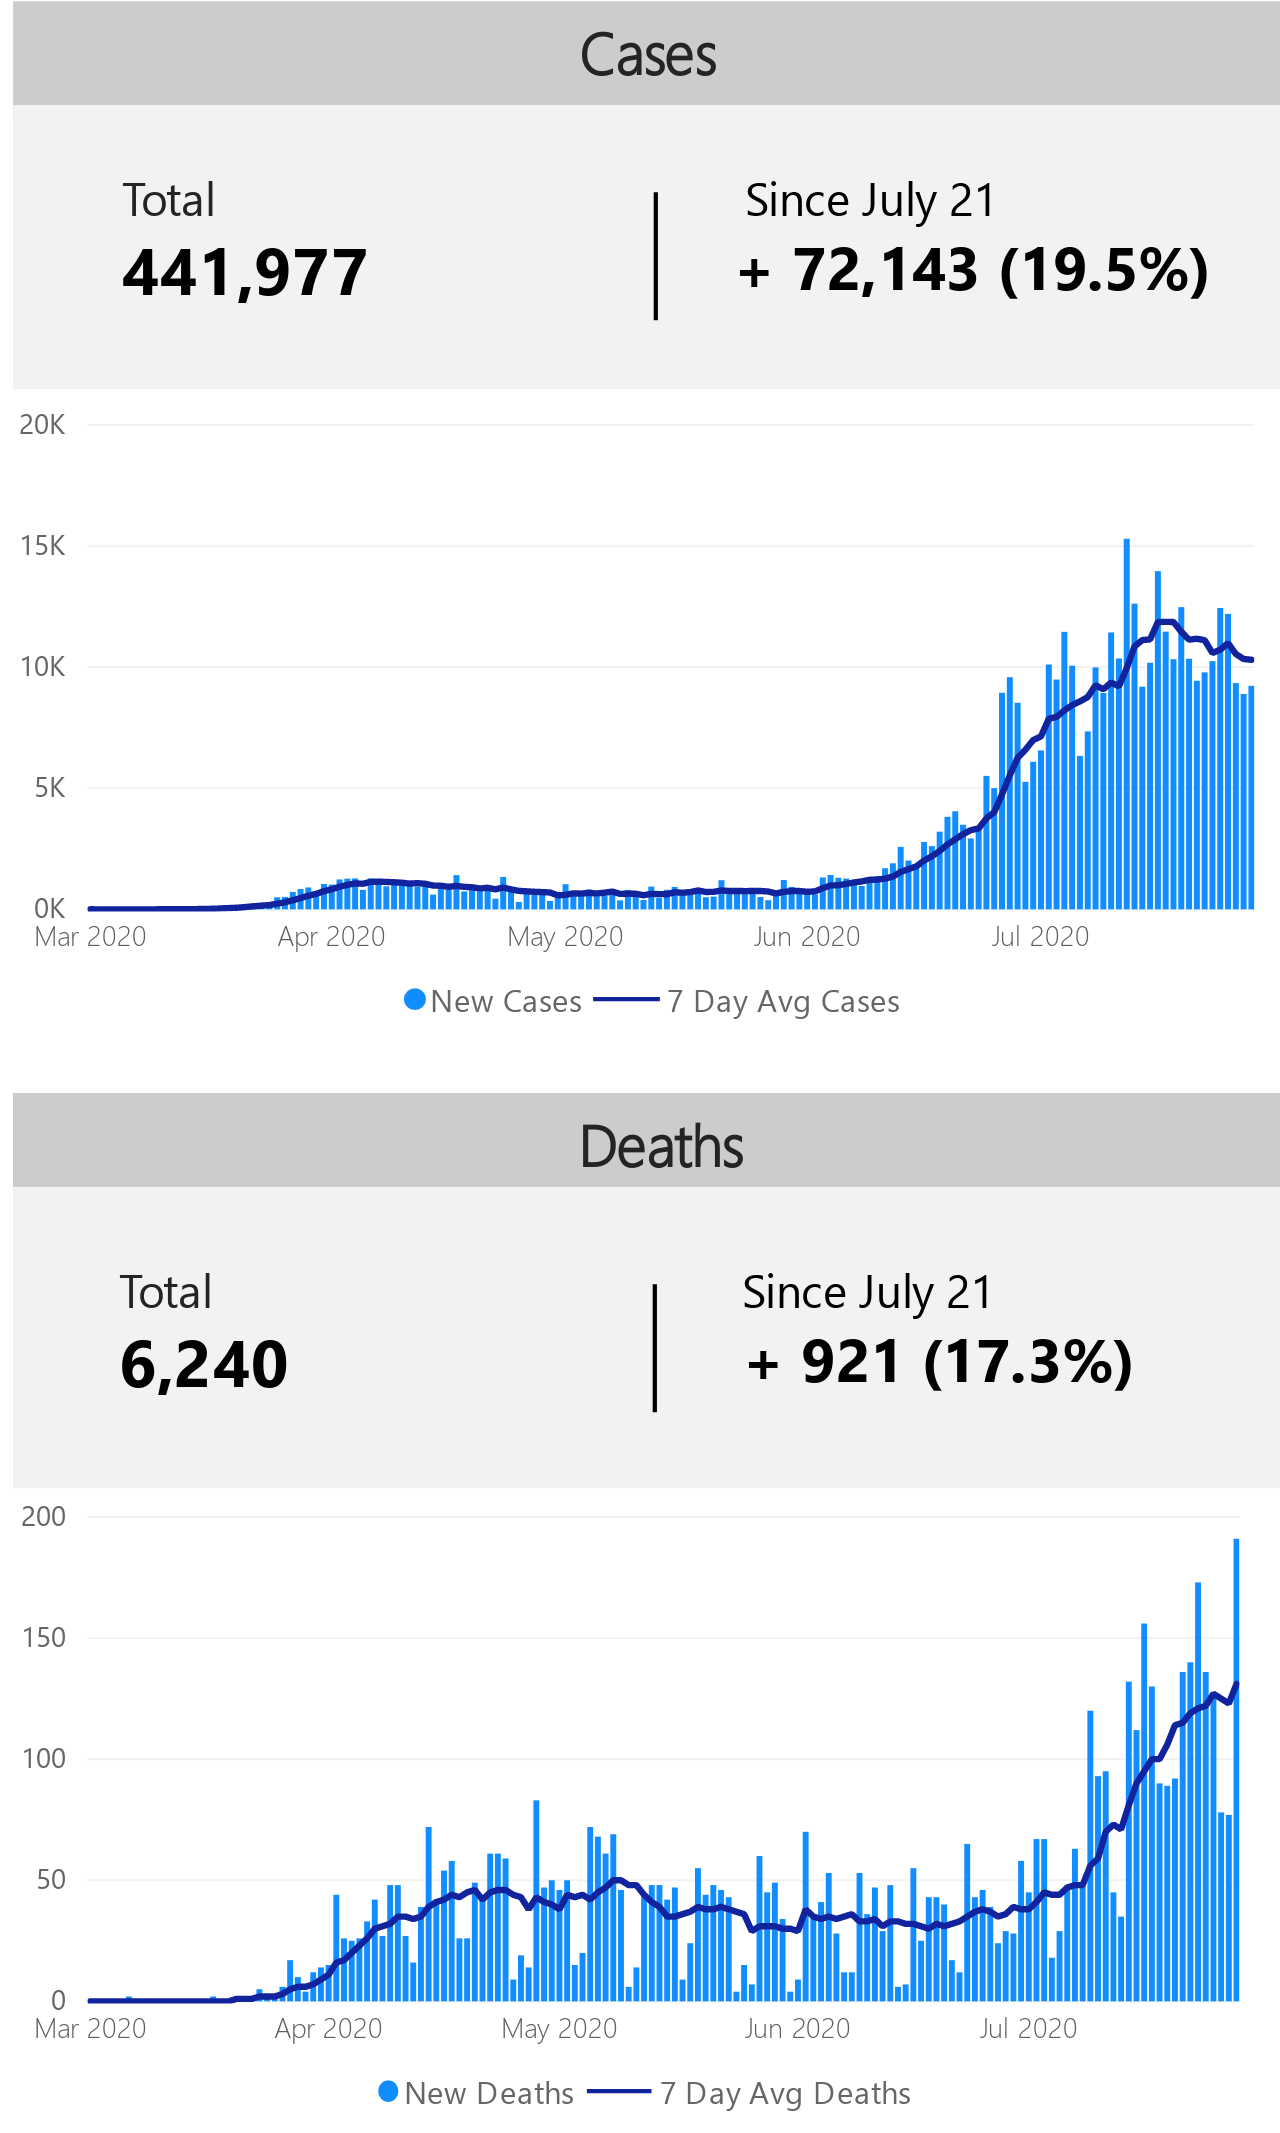 Cases
Total
Since July 21
441,977
+ 72,143 (19.5%)
20K
15K
10K
5K
0K
Mar 2020 Apr 2020 May 2020 Jun 2020 Jul 2020
New Cases 7 Day Avg Cases
Deaths
Total
Since July 21
6,240
+ 921 (17.3%)
200
150
100
50
0
Mar 2020 Apr 2020 May 2020 Jun 2020 Jul 2020
New Deaths 7 Day Avg Deaths